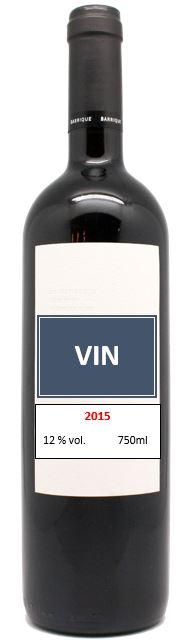 BARRIQUE BARRIQUE
VIN
2015
12 % vol. 750ml